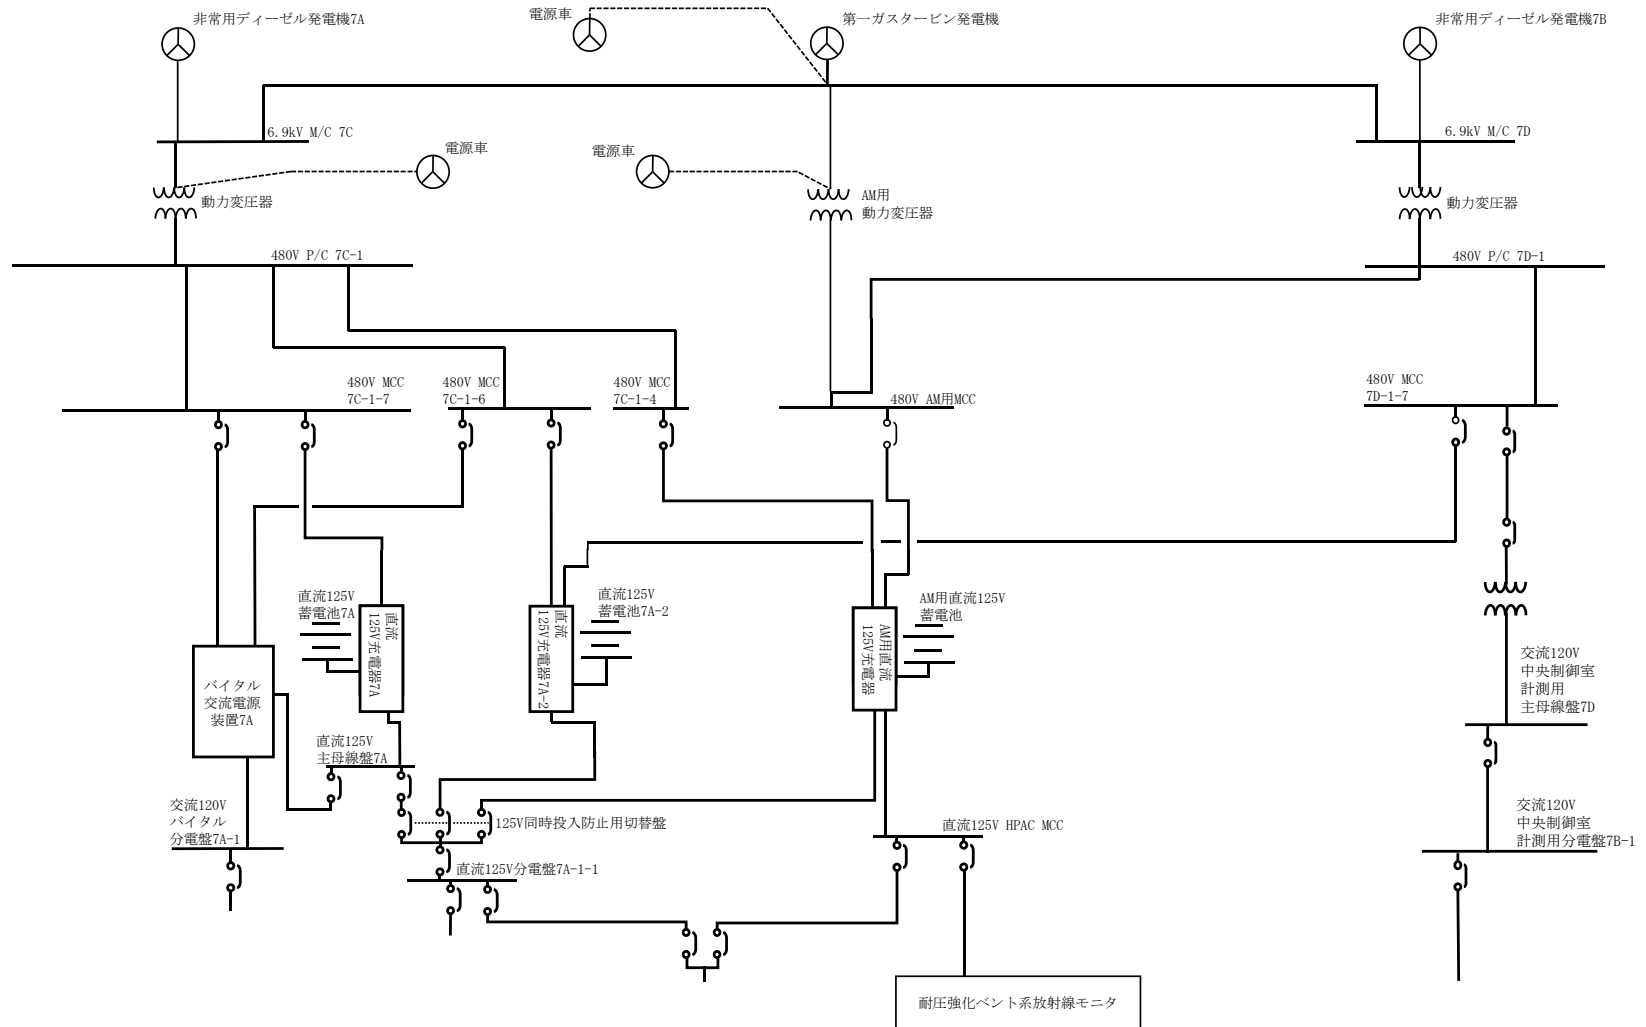 非常用ディーゼル発電機7A
電源車
第一ガスタービン発電機
非常用ディーゼル発電機7B
6.9kV M/C 7C
6.9kV M/C 7D
電源車
電源車
動力変圧器
AM用
動力変圧器
動力変圧器
480V P/C 7C-1
480V P/C 7D-1
480V MCC
7C-1-7
480V MCC
7C-1-6
480V MCC
7C-1-4
480V AM用MCC
480V MCC
7D-1-7
直流125V
蓄電池7A
直流
125V充電器7A
直流
125V充電器7A-2
直流125V
蓄電池7A-2
AM用直流
125V充電器
AM用直流125V
蓄電池
バイタル
交流電源
装置7A
交流120V
中央制御室
計測用
主母線盤7D
直流125V
主母線盤7A
交流120V
バイタル
分電盤7A-1
125V同時投入防止用切替盤
直流125V HPAC MCC
交流120V
中央制御室
計測用分電盤7B-1
直流125V分電盤7A-1-1
耐圧強化ベント系放射線モニタ